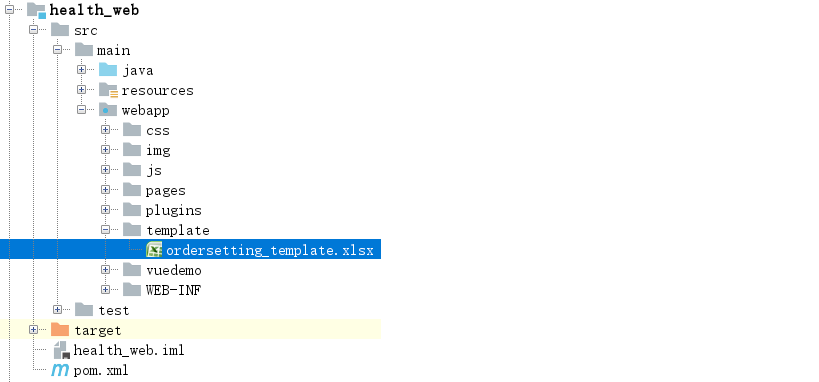 health_web
src
main
java
resources
webapp
css
img
js
pages
plugins
template
ordersetting_template.xlsx
vuedemo
WEB-INF
test
target
health_web.iml
pom.xml